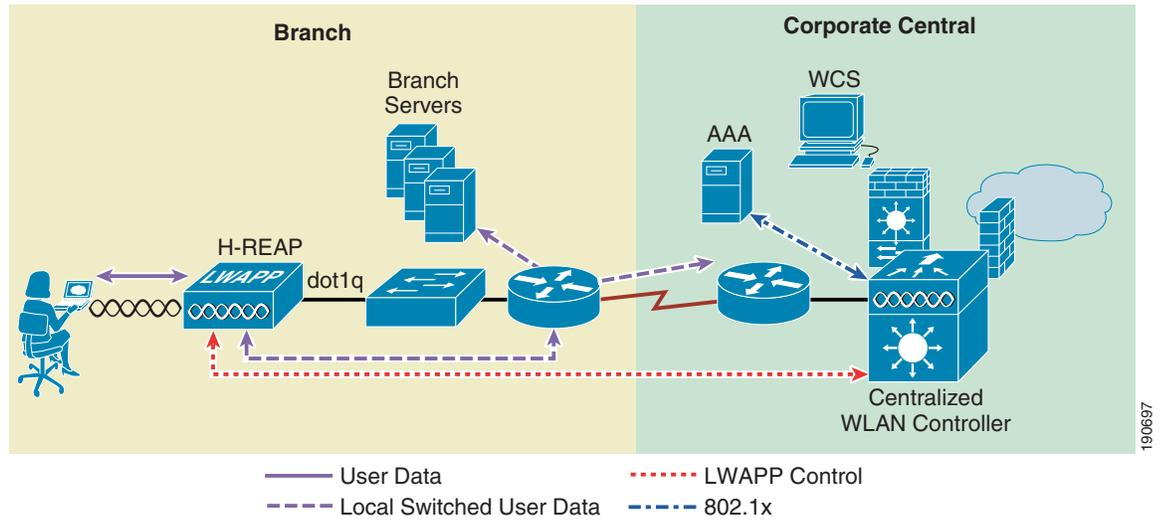 Branch
Corporate Central
Branch
Servers
WCS
AAA
H-REAP
LWAPP
dot1q
Centralized
WLAN Controller
190697
User Data
LWAPP Control
Local Switched User Data
802.1x